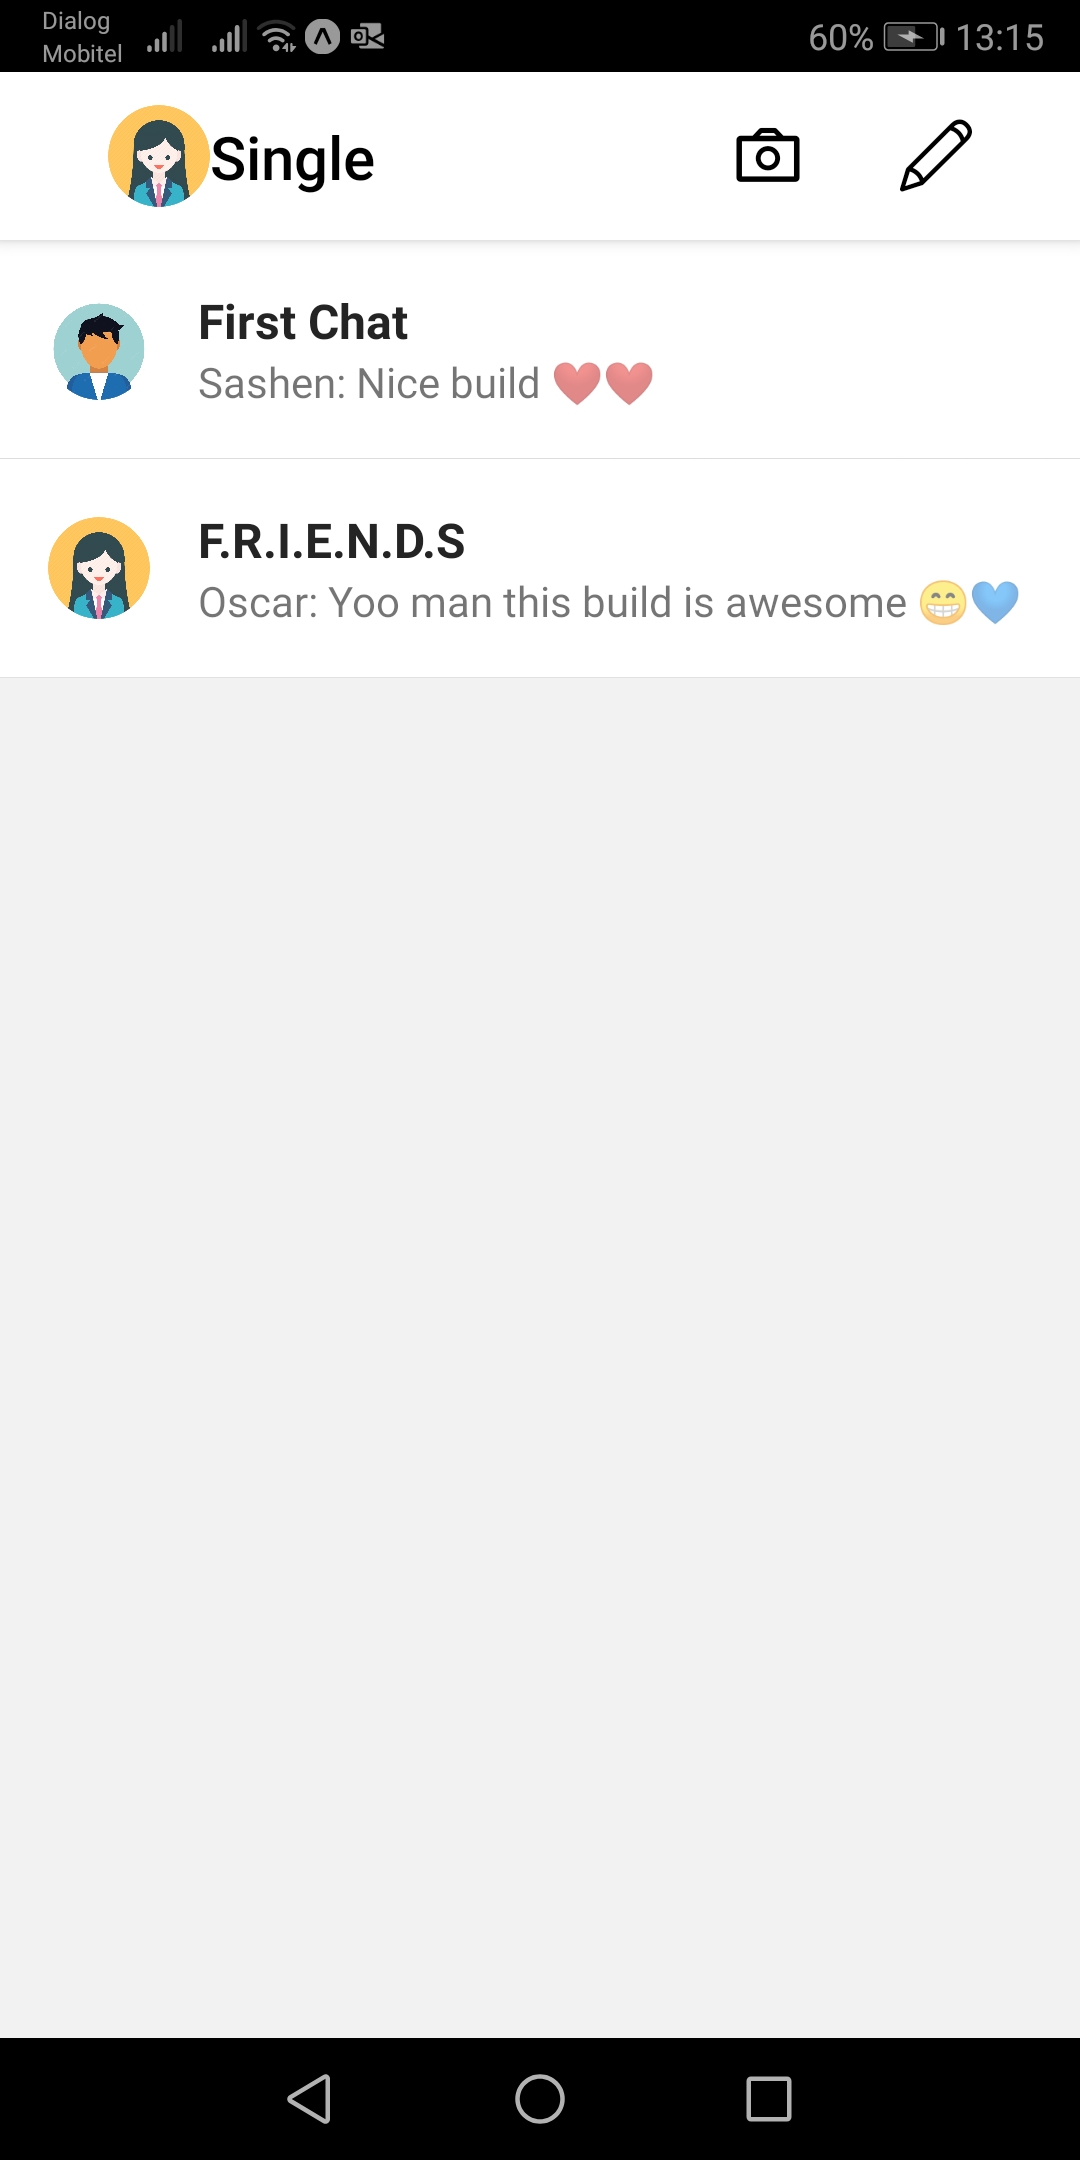 Dialog
Mobitel
60% 13:15
Single
First Chat
Sashen: Nice build ❤️❤️
F.R.I.E.N.D.S
Oscar: Yoo man this build is awesome 😁💙